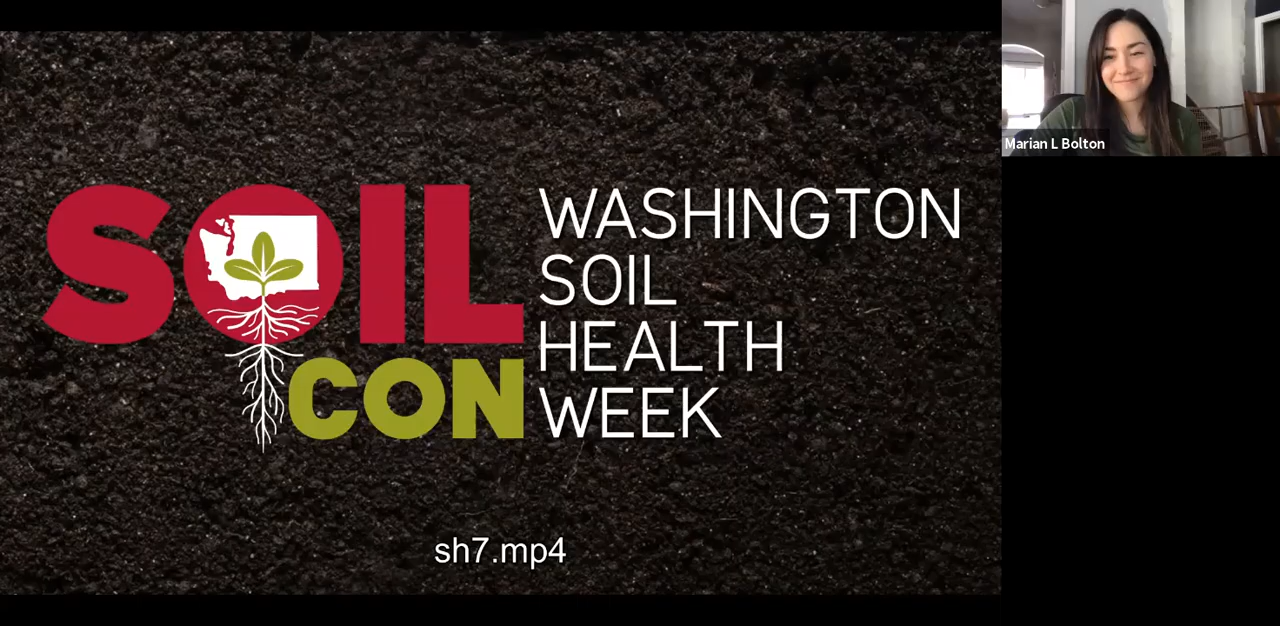 SOIL
CON
WASHINGTON
SOIL
HEALTH
WEEK
sh7.mp4
Marian L Bolton